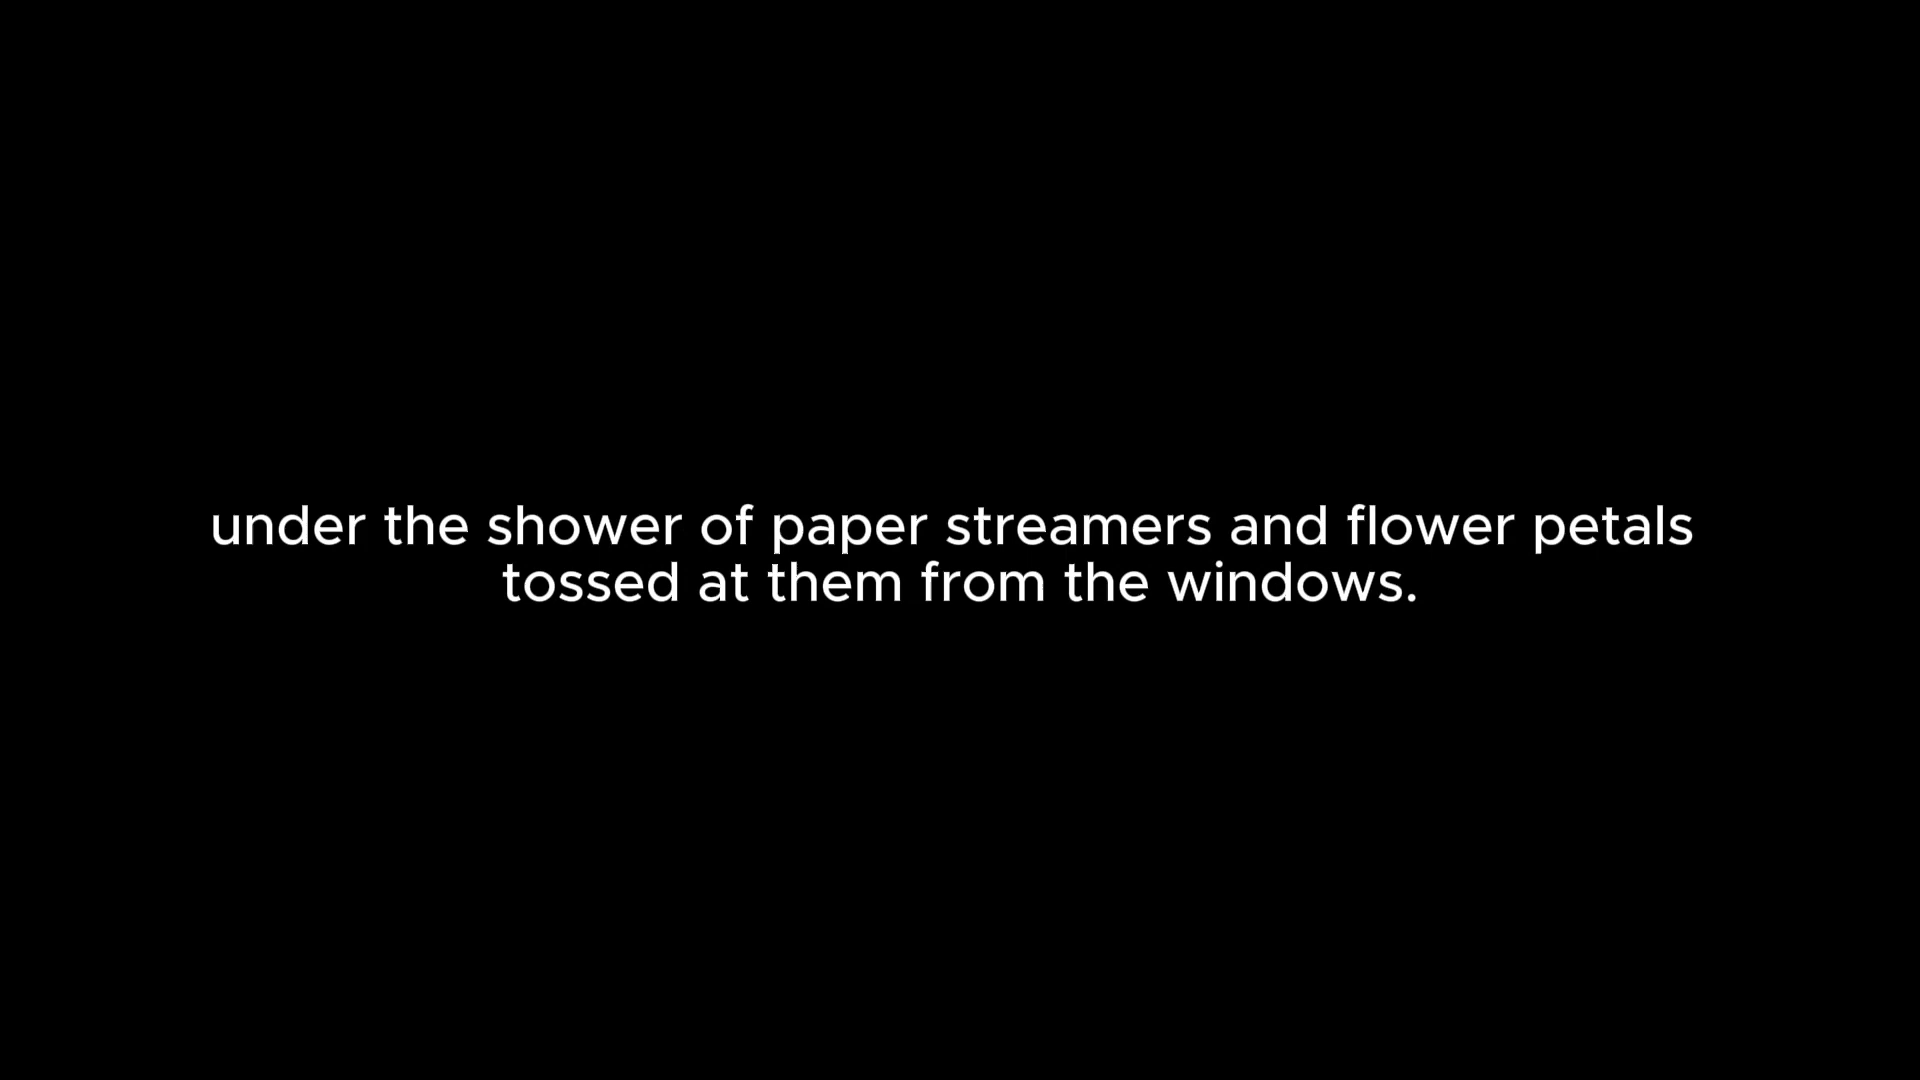 under the shower of paper streamers and flower petals
tossed at them from the windows.